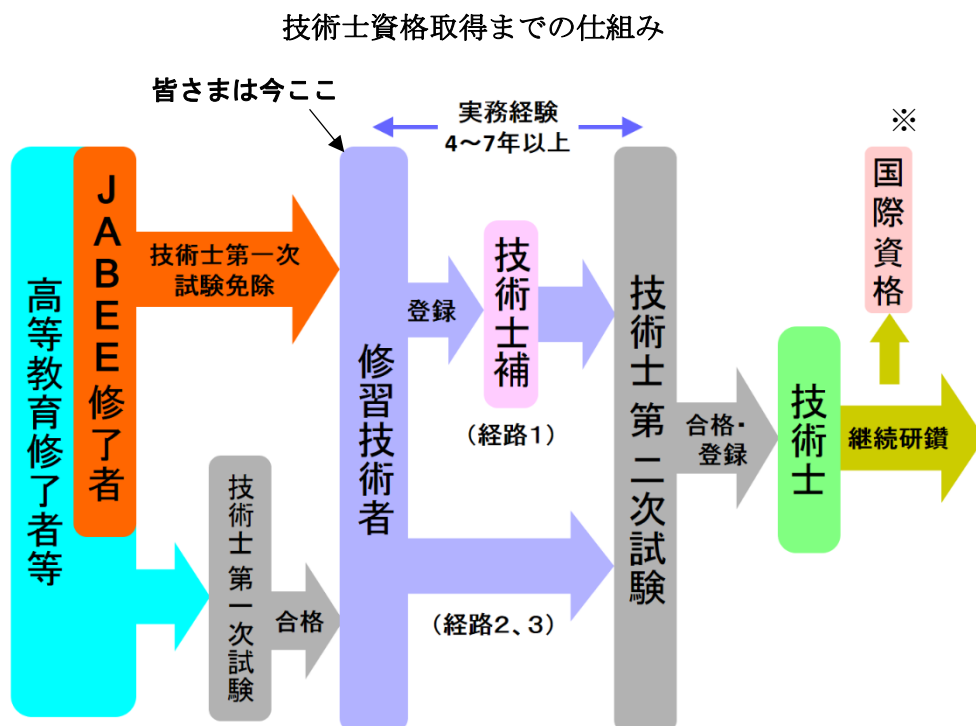 技術士資格取得までの仕組み
皆さまは今ここ
実務経験
4～7年以上
※
高等教育修了者等
JABEE修了者
技術士第一次
試験免除
技術士第一次試験
合格
修習技術者
登録
技術士補
（経路1）
（経路2、3）
技術士第二次試験
合格・
登録
技術士
国際資格
継続研鑽